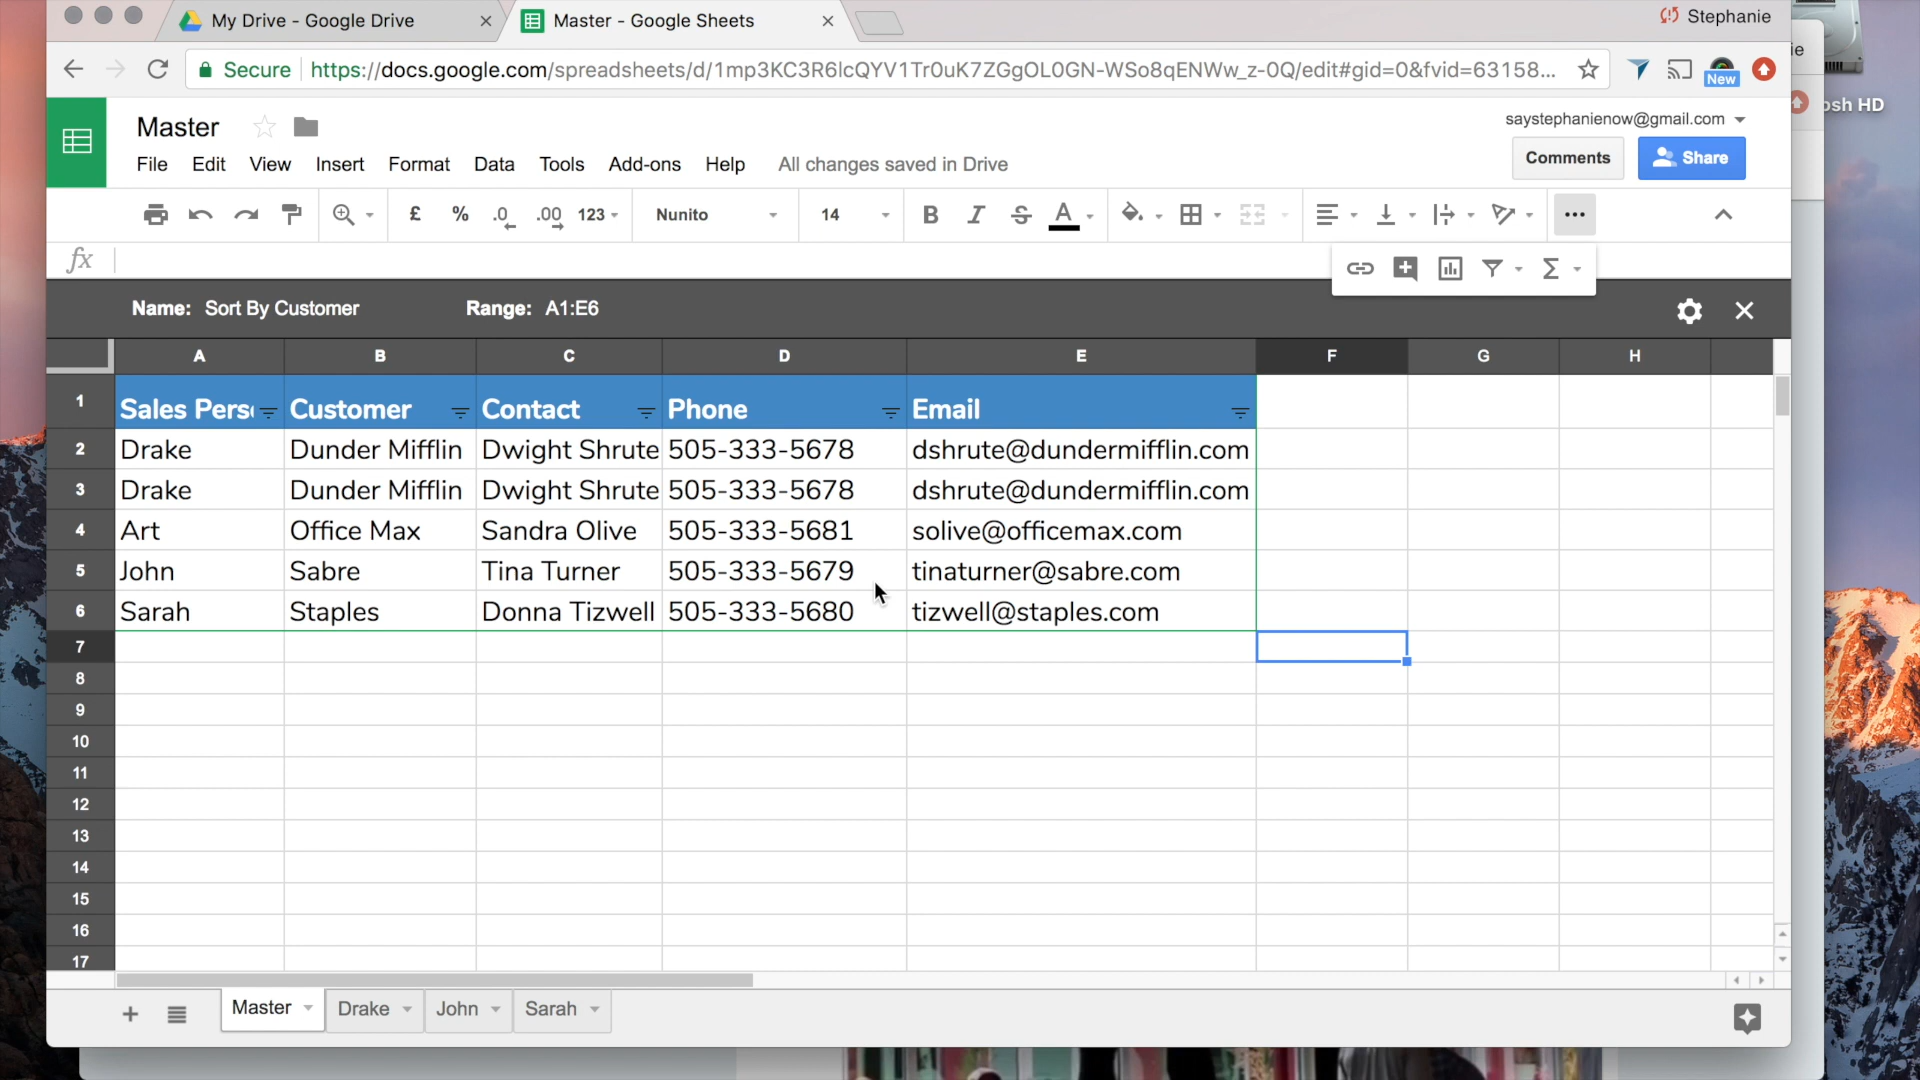 My Drive - Google Drive
Master - Google Sheets
Stephanie
Secure https://docs.google.com/spreadsheets/d/1mp3KC3R6lcQYV1Tr0uK7ZGgOL0GN-WSo8qENWw_z-0Q/edit#gid=0&fvid=63158...
New
osh HD
Master
saystephanienow@gmail.com
File Edit View Insert Format Data Tools Add-ons Help All changes saved in Drive
Comments
Share
£ % .0 .00 123 Nunito 14 B I S A
fx
Name: Sort By Customer Range: A1:E6
A B C D E F G H
1 Sales Pers Customer Contact Phone Email
2 Drake Dunder Mifflin Dwight Shrute 505-333-5678 dshrute@dundermifflin.com
3 Drake Dunder Mifflin Dwight Shrute 505-333-5678 dshrute@dundermifflin.com
4 Art Office Max Sandra Olive 505-333-5681 solive@officemax.com
5 John Sabre Tina Turner 505-333-5679 tinaturner@sabre.com
6 Sarah Staples Donna Tizwell 505-333-5680 tizwell@staples.com
7
8
9
10
11
12
13
14
15
16
17
Master Drake John Sarah